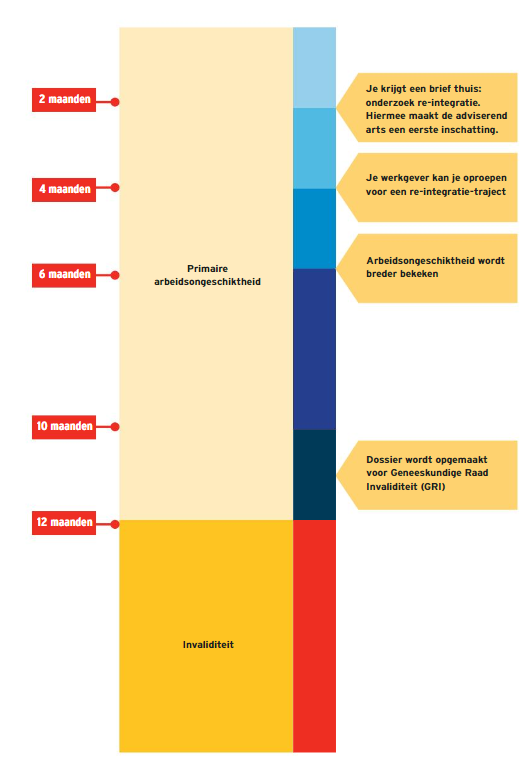 2 maanden
Je krijgt een brief thuis:
onderzoek re-integratie.
Hiermee maakt de adviserend
arts een eerste inschatting.
4 maanden
Je werkgever kan je oproepen
voor een re-integratie-traject
6 maanden
Primaire
arbeidsongeschiktheid
Arbeidsongeschiktheid wordt
breder bekeken
10 maanden
Dossier wordt opgemaakt
voor Geneeskundige Raad
Invaliditeit (GRI)
12 maanden
Invaliditeit